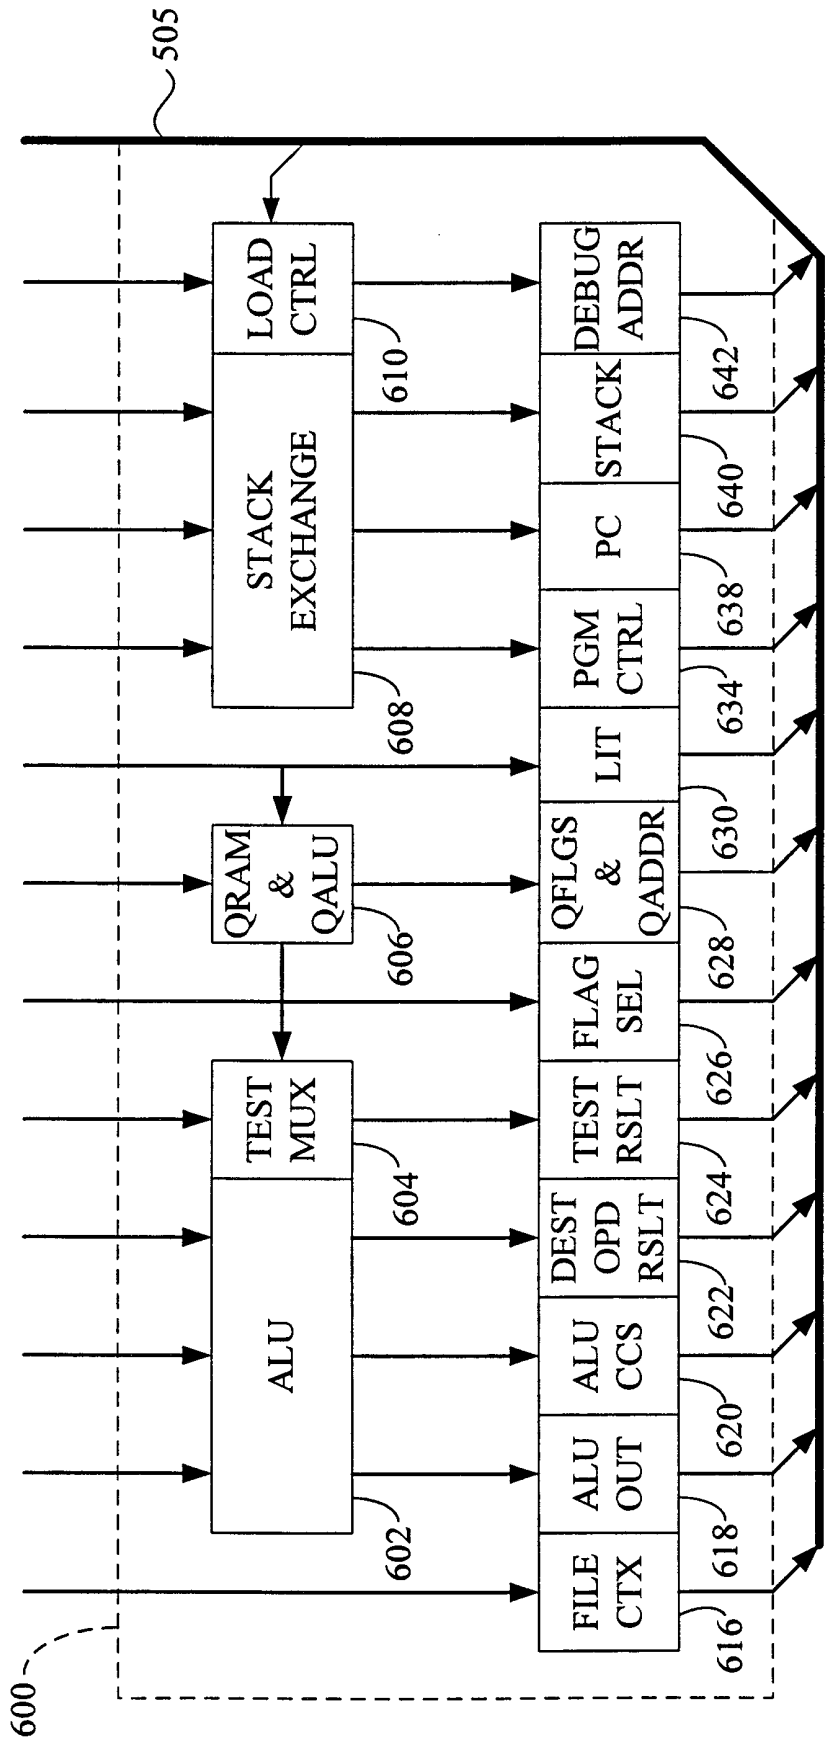 600
505
ALU
602
TEST
MUX
604
QRAM
&
QALU
606
STACK
EXCHANGE
608
LOAD
CTRL
610
FILE
CTX
616
ALU
OUT
618
ALU
CCS
620
DEST
OPD
RSLT
622
TEST
RSLT
624
FLAG
SEL
626
QFLGS
&
QADDR
628
LIT
630
PGM
CTRL
634
PC
638
STACK
640
DEBUG
ADDR
642